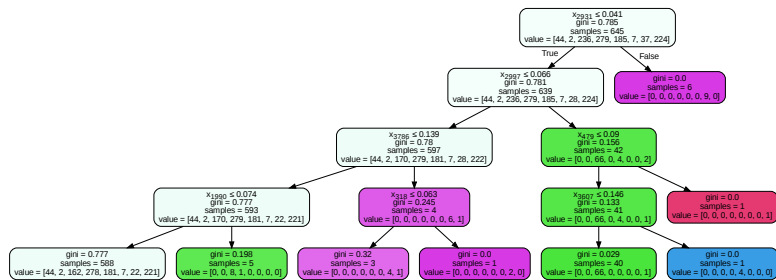 x2931 ≤ 0.041
gini = 0.785
samples = 645
value = [44, 2, 236, 279, 185, 7, 37, 224]
True
False
x2997 ≤ 0.066
gini = 0.781
samples = 639
value = [44, 2, 236, 279, 185, 7, 28, 224]
gini = 0.0
samples = 6
value = [0, 0, 0, 0, 0, 0, 9, 0]
x3786 ≤ 0.139
gini = 0.78
samples = 597
value = [44, 2, 170, 279, 181, 7, 28, 222]
x479 ≤ 0.09
gini = 0.156
samples = 42
value = [0, 0, 66, 0, 4, 0, 0, 2]
x1990 ≤ 0.074
gini = 0.777
samples = 593
value = [44, 2, 170, 279, 181, 7, 22, 221]
x318 ≤ 0.063
gini = 0.245
samples = 4
value = [0, 0, 0, 0, 0, 0, 6, 1]
x3607 ≤ 0.146
gini = 0.133
samples = 41
value = [0, 0, 66, 0, 4, 0, 0, 1]
gini = 0.0
samples = 1
value = [0, 0, 0, 0, 0, 0, 0, 1]
gini = 0.777
samples = 588
value = [44, 2, 162, 278, 181, 7, 22, 221]
gini = 0.198
samples = 5
value = [0, 0, 8, 1, 0, 0, 0, 0]
gini = 0.32
samples = 3
value = [0, 0, 0, 0, 0, 0, 4, 1]
gini = 0.0
samples = 1
value = [0, 0, 0, 0, 0, 0, 2, 0]
gini = 0.029
samples = 40
value = [0, 0, 66, 0, 0, 0, 0, 1]
gini = 0.0
samples = 1
value = [0, 0, 0, 0, 4, 0, 0, 0]